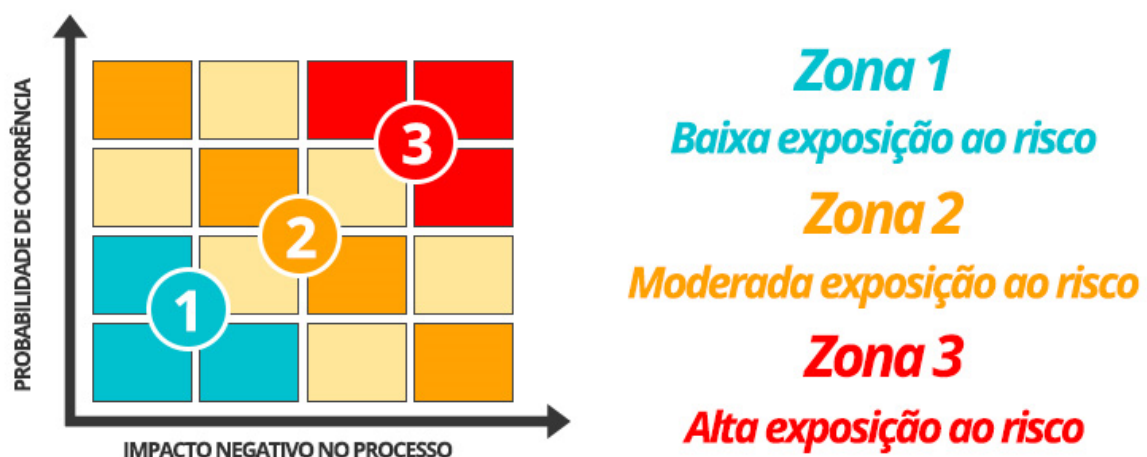 PROBABILIDADE DE OCORRÊNCIA
3
2
1
IMPACTO NEGATIVO NO PROCESSO
Zona 1
Baixa exposição ao risco
Zona 2
Moderada exposição ao risco
Zona 3
Alta exposição ao risco